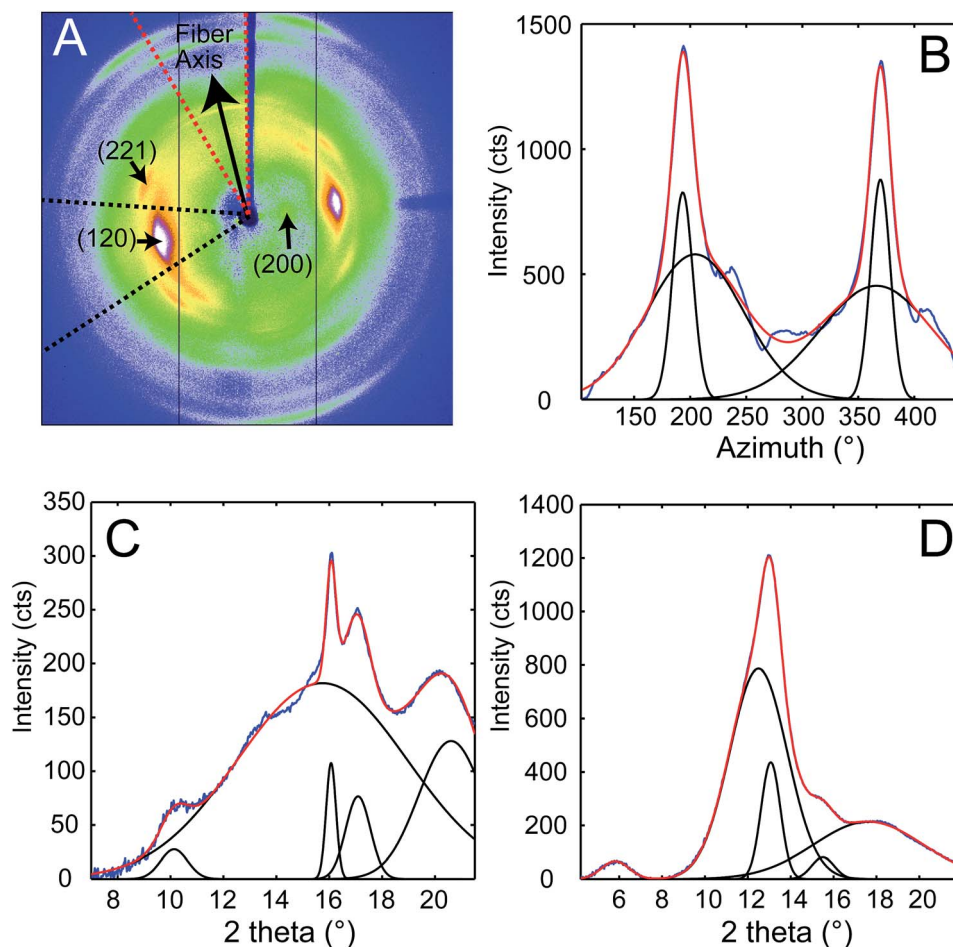 A
Fiber
Axis
(221)
(120)
(200)
B
Intensity (cts)
1500
1000
500
0
150 200 250 300 350 400
Azimuth (°)
C
Intensity (cts)
350
300
250
200
150
100
50
0
8 10 12 14 16 18 20
2 theta (°)
D
Intensity (cts)
1400
1200
1000
800
600
400
200
0
6 8 10 12 14 16 18 20
2 theta (°)